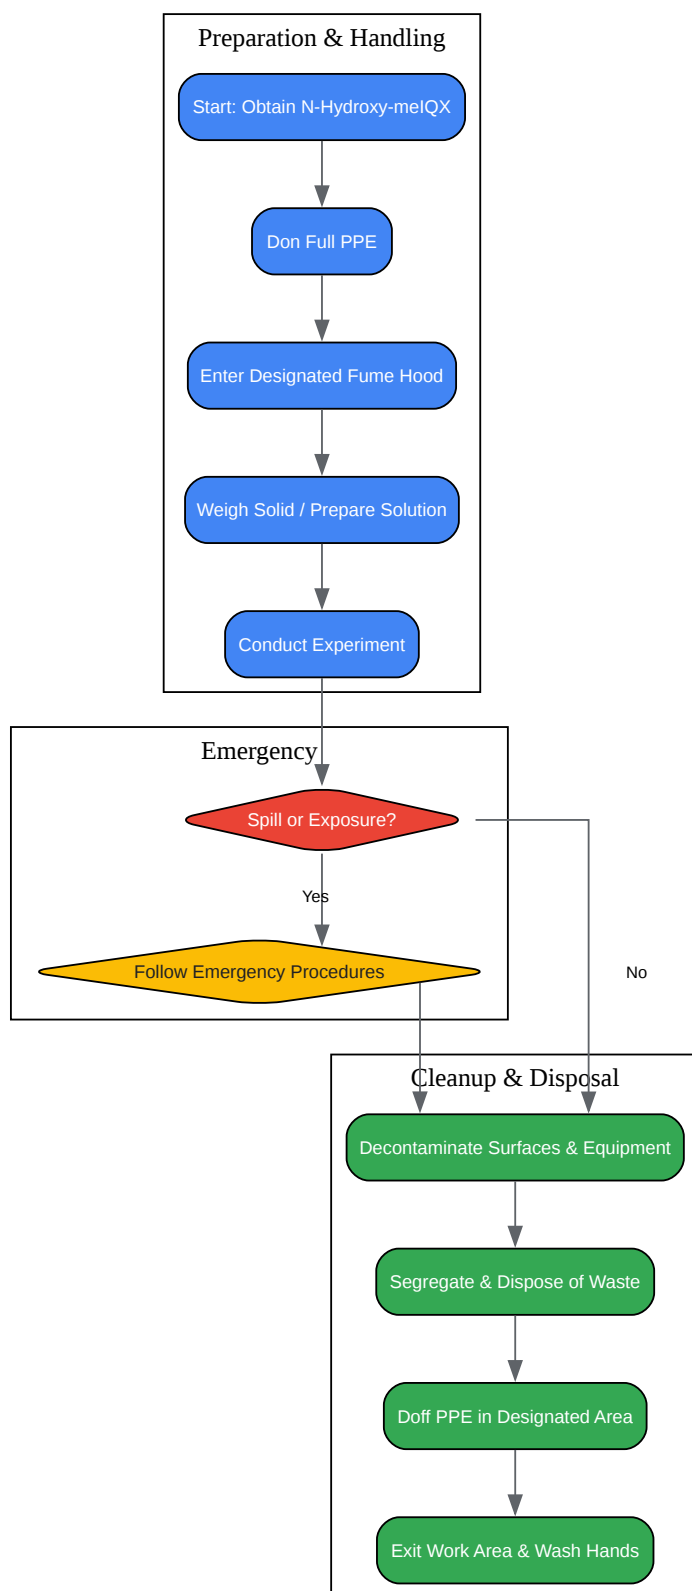 Preparation & Handling
Start: Obtain N-Hydroxy-meIQX
Don Full PPE
Enter Designated Fume Hood
Weigh Solid / Prepare Solution
Conduct Experiment
Emergency
Spill or Exposure?
Yes
Follow Emergency Procedures
No
Cleanup & Disposal
Decontaminate Surfaces & Equipment
Segregate & Dispose of Waste
Doff PPE in Designated Area
Exit Work Area & Wash Hands